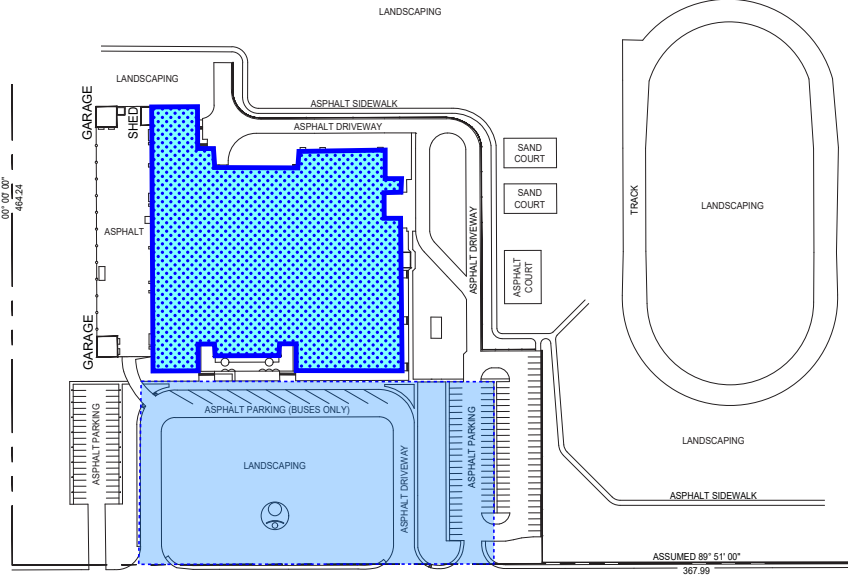 LANDSCAPING
LANDSCAPING
GARAGE
SHED
ASPHALT SIDEWALK
ASPHALT DRIVEWAY
SAND
COURT
SAND
COURT
00° 00' 00"
464.24
ASPHALT
ASPHALT DRIVEWAY
TRACK
LANDSCAPING
ASPHALT
COURT
GARAGE
ASPHALT PARKING
ASPHALT PARKING (BUSES ONLY)
LANDSCAPING
ASPHALT DRIVEWAY
ASPHALT PARKING
LANDSCAPING
ASPHALT SIDEWALK
ASSUMED 89° 51' 00"
367.99